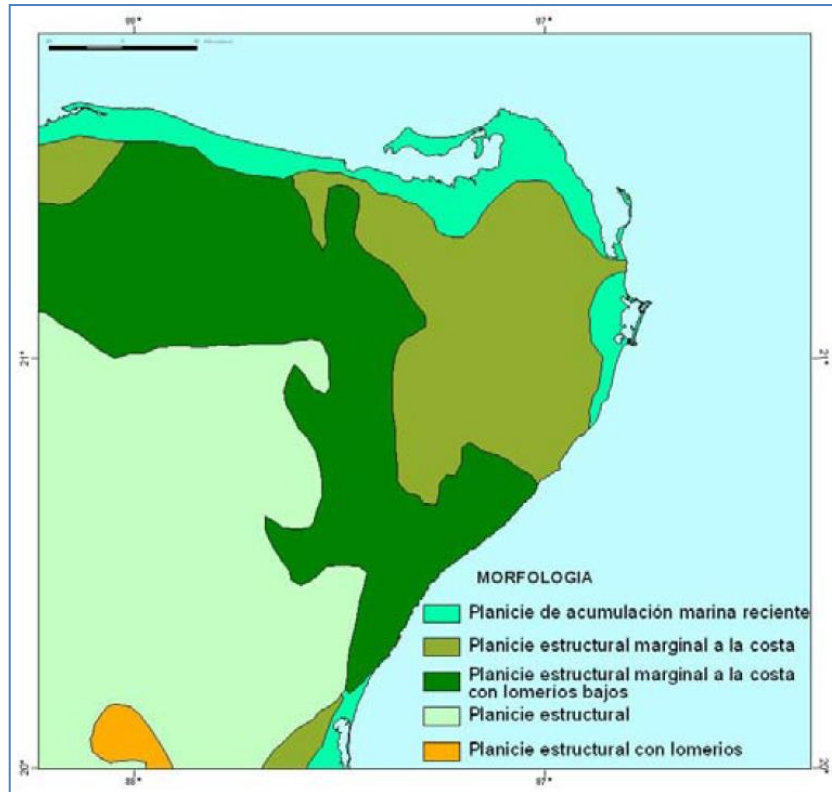 88° 87°
21° 21°
MORFOLOGIA
Planicie de acumulación marina reciente
Planicie estructural marginal a la costa
Planicie estructural marginal a la costa
con lomerios bajos
Planicie estructural
Planicie estructural con lomerios
20° 20°
88° 87°